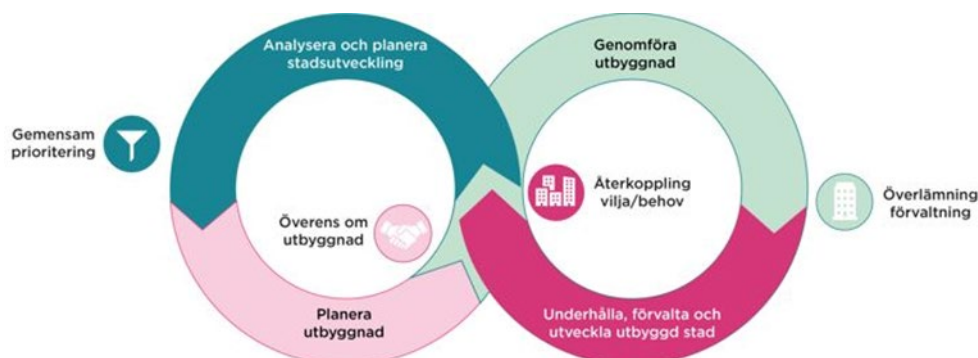 Analysera och planera
stadsutveckling
Genomföra
utbyggnad
Gemensam
prioritering
Överens om
utbyggnad
Återkoppling
vilja/behov
Överlämning
förvaltning
Planera
utbyggnad
Underhålla, förvalta och
utveckla utbyggd stad